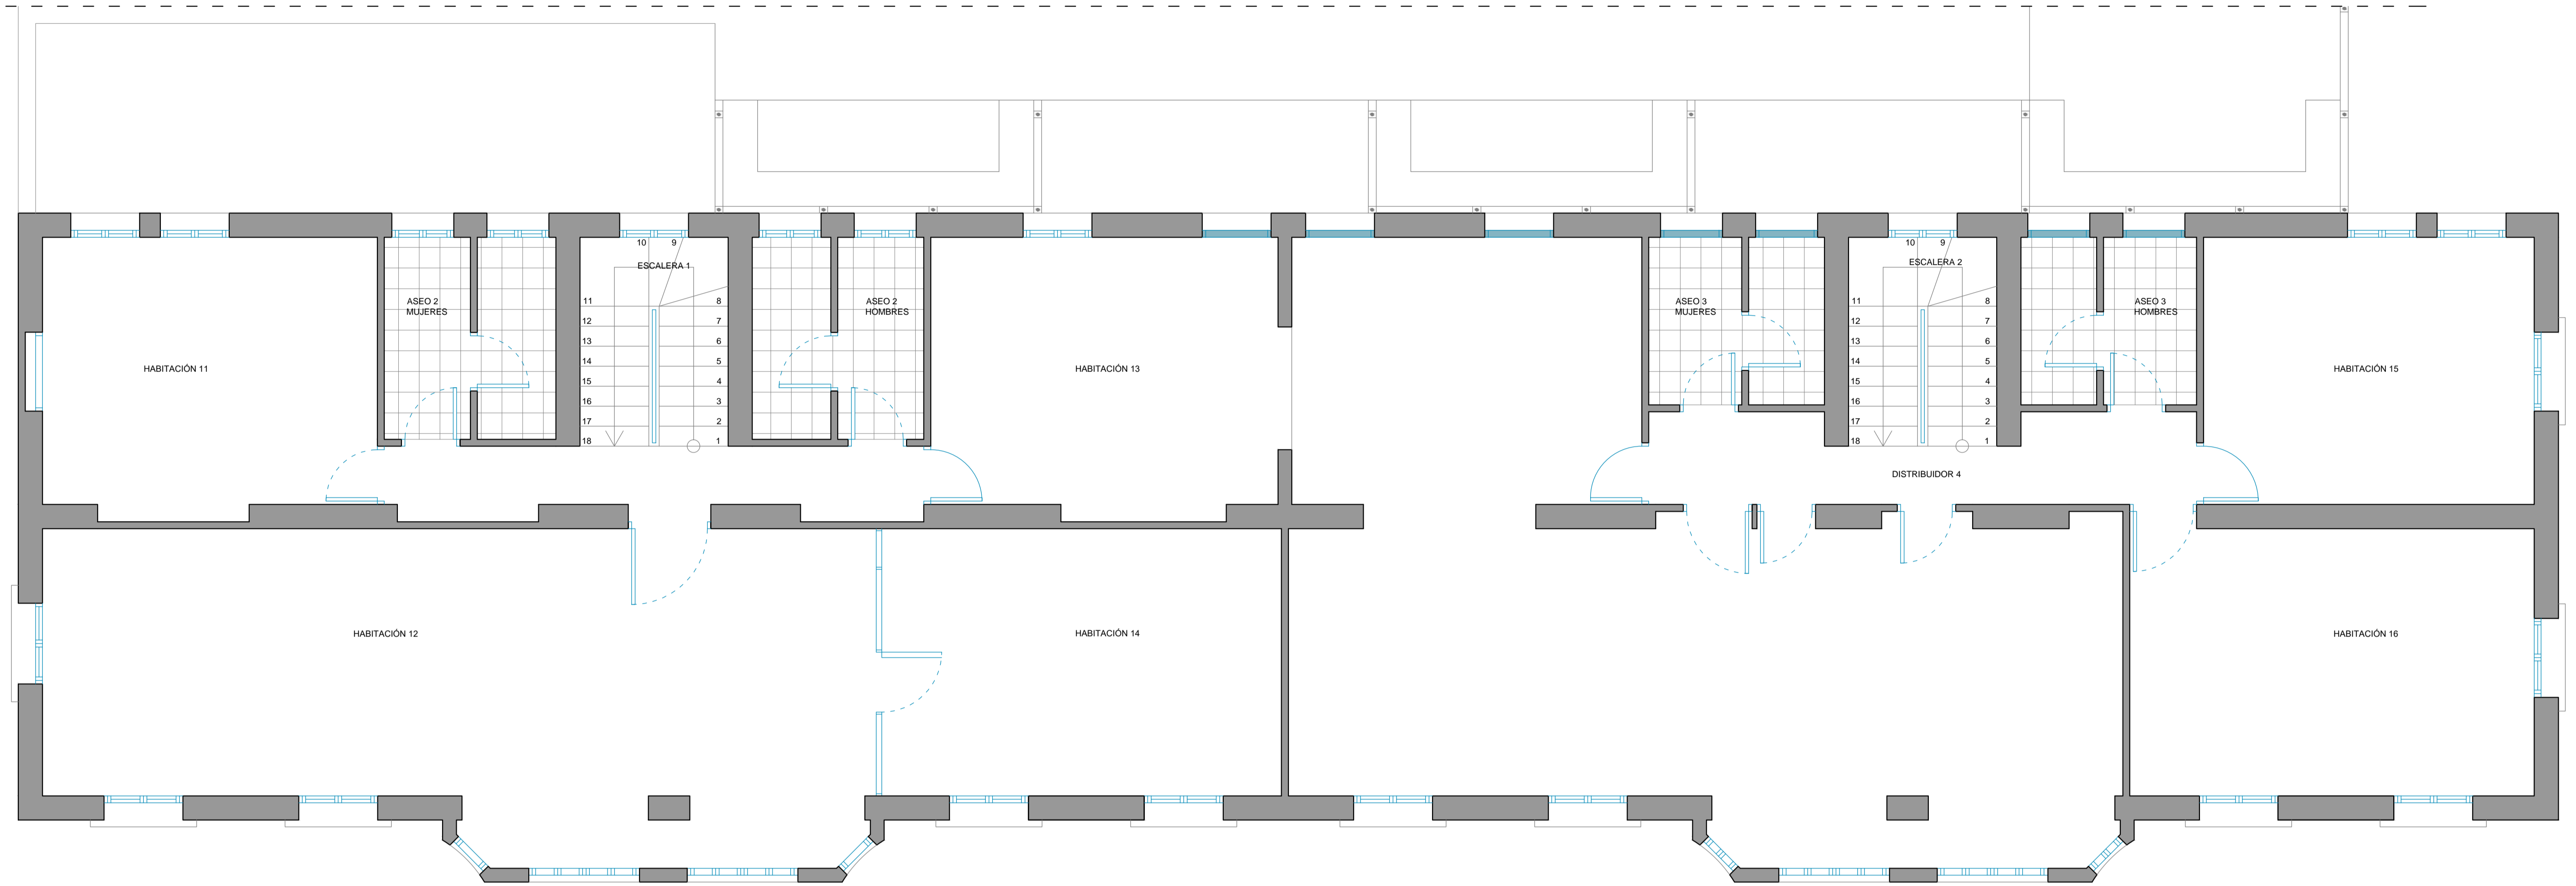 10 9
ESCALERA 1
11 8
12 7
13 6
14 5
15 4
16 3
17 2
18 1
ASEO 2
MUJERES
ASEO 2
HOMBRES
HABITACIÓN 11
HABITACIÓN 13
10 9
ESCALERA 2
11 8
12 7
13 6
14 5
15 4
16 3
17 2
18 1
ASEO 3
MUJERES
ASEO 3
HOMBRES
HABITACIÓN 15
DISTRIBUIDOR 4
HABITACIÓN 12
HABITACIÓN 14
HABITACIÓN 16